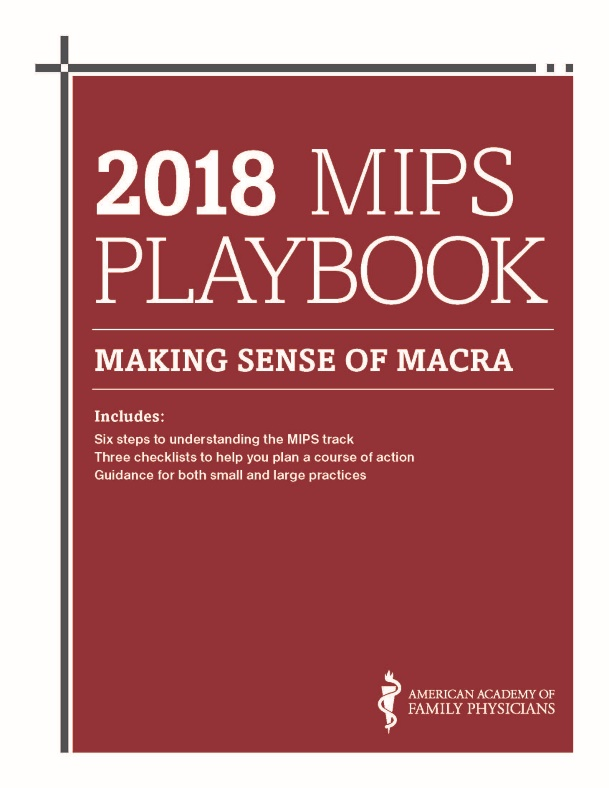 2018 MIPS
PLAYBOOK
MAKING SENSE OF MACRA
Includes:
Six steps to understanding the MIPS track
Three checklists to help you plan a course of action
Guidance for both small and large practices
AMERICAN ACADEMY OF
FAMILY PHYSICIANS